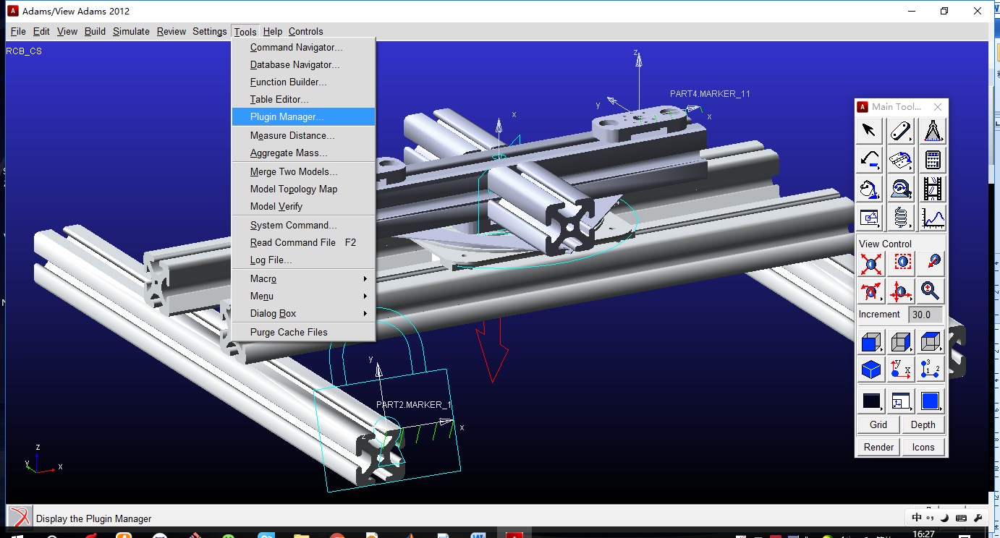 Adams/View Adams 2012
File Edit View Build Simulate Review Settings Tools Help Controls
RCB_CS
Command Navigator...
Database Navigator...
Function Builder...
Table Editor...
Plugin Manager...
Measure Distance...
Aggregate Mass...
Merge Two Models...
Model Topology Map
Model Verify
System Command...
Read Command File F2
Log File...
Macro
Menu
Dialog Box
Purge Cache Files
z
y
PART4.MARKER_11
x
x
y
PART2.MARKER_1
x
z
z
y
x
Main Tool...
View Control
Increment 30.0
y
x
3
1
2
Grid Depth
Render Icons
Display the Plugin Manager
中
16:27